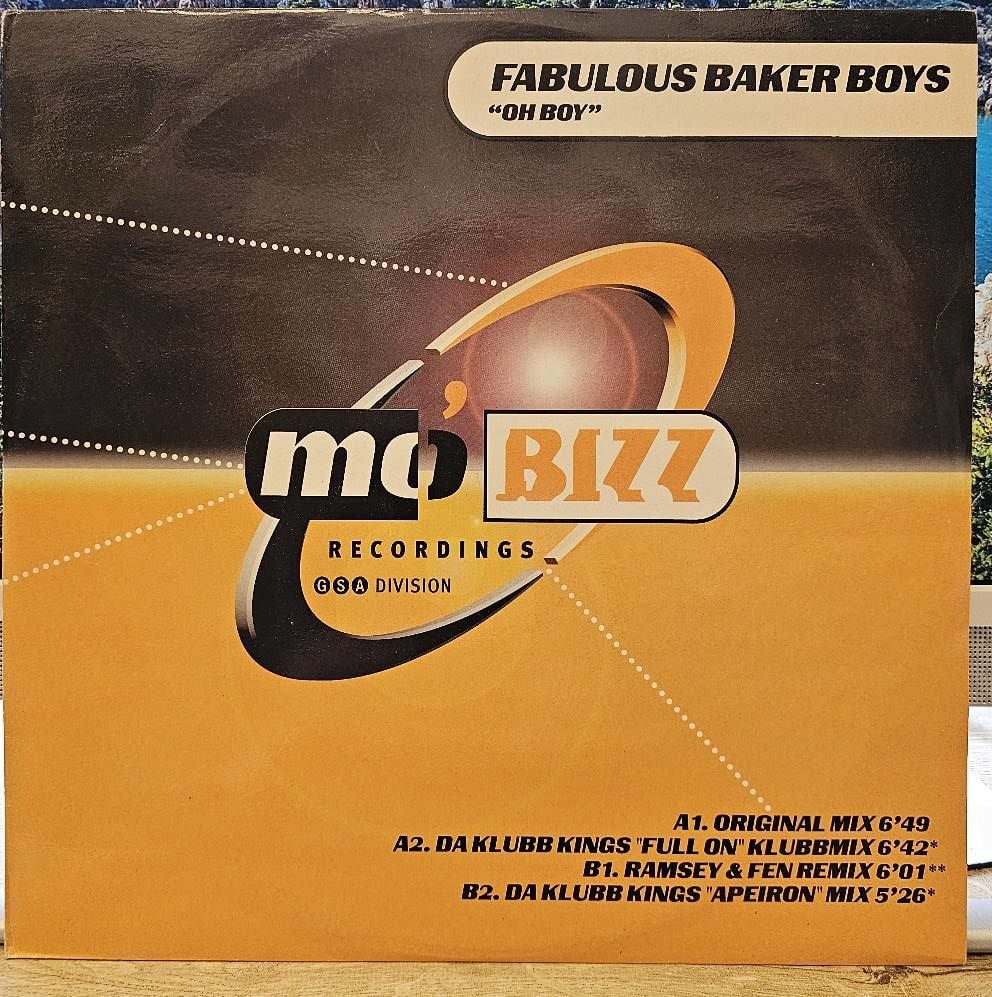 FABULOUS BAKER BOYS
“OH BOY”
mo’ BIZZ
RECORDINGS
GSA DIVISION
A1. ORIGINAL MIX 6’49
A2. DA KLUBB KINGS "FULL ON" KLUBBMIX 6’42*
B1. RAMSEY & FEN REMIX 6’01**
B2. DA KLUBB KINGS "APEIRON" MIX 5’26*